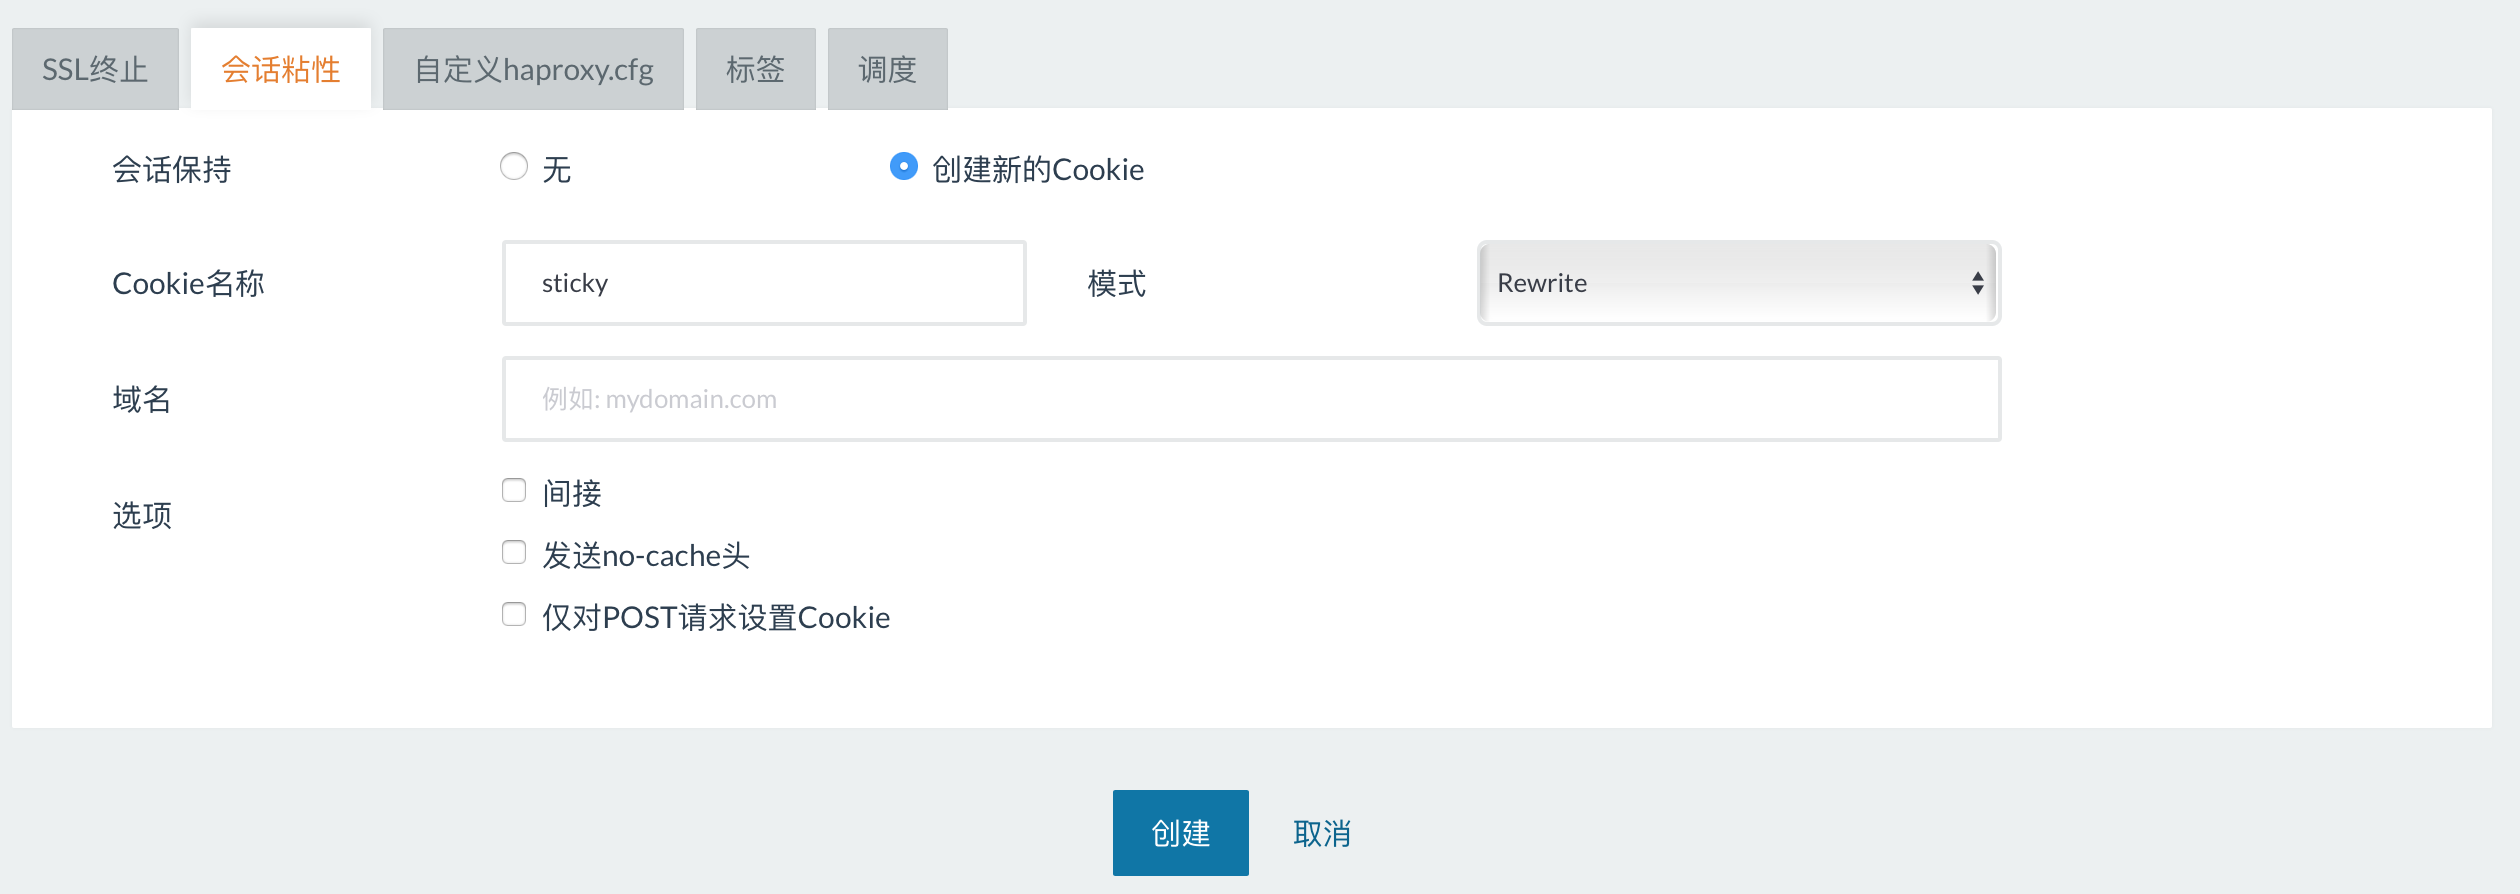 SSL终止 会话粘性 自定义haproxy.cfg 标签 调度
会话保持 无 创建新的Cookie
Cookie名称 sticky 模式 Rewrite
域名 例如: mydomain.com
选项 间接
发送no-cache头
仅对POST请求设置Cookie
创建 取消